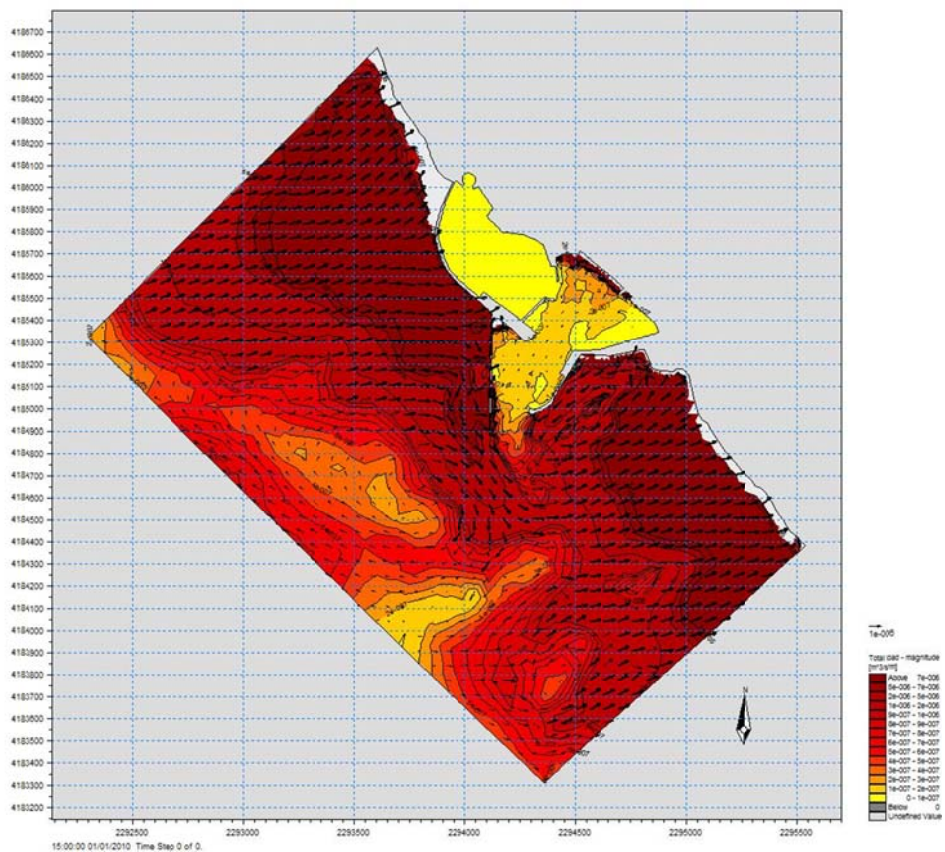 4186700
4186600
4186500
4186400
4186300
4186200
4186100
4186000
4185900
4185800
4185700
4185600
4185500
4185400
4185300
4185200
4185100
4185000
4184900
4184800
4184700
4184600
4184500
4184400
4184300
4184200
4184100
4184000
4183900
4183800
4183700
4183600
4183500
4183400
4183300
4183200
2292500 2293000 2293500 2294000 2294500 2295000 2295500
15:00:00 01/01/2010 Time Step 0 of 0.
1e-006
Total load - magnitude
[m^3/s/m]
Above 7e-006
5e-006 - 7e-006
2e-006 - 5e-006
1e-006 - 2e-006
9e-007 - 1e-006
8e-007 - 9e-007
7e-007 - 8e-007
6e-007 - 7e-007
5e-007 - 6e-007
4e-007 - 5e-007
3e-007 - 4e-007
2e-007 - 3e-007
1e-007 - 2e-007
0 - 1e-007
Below 0
Undefined Value
N